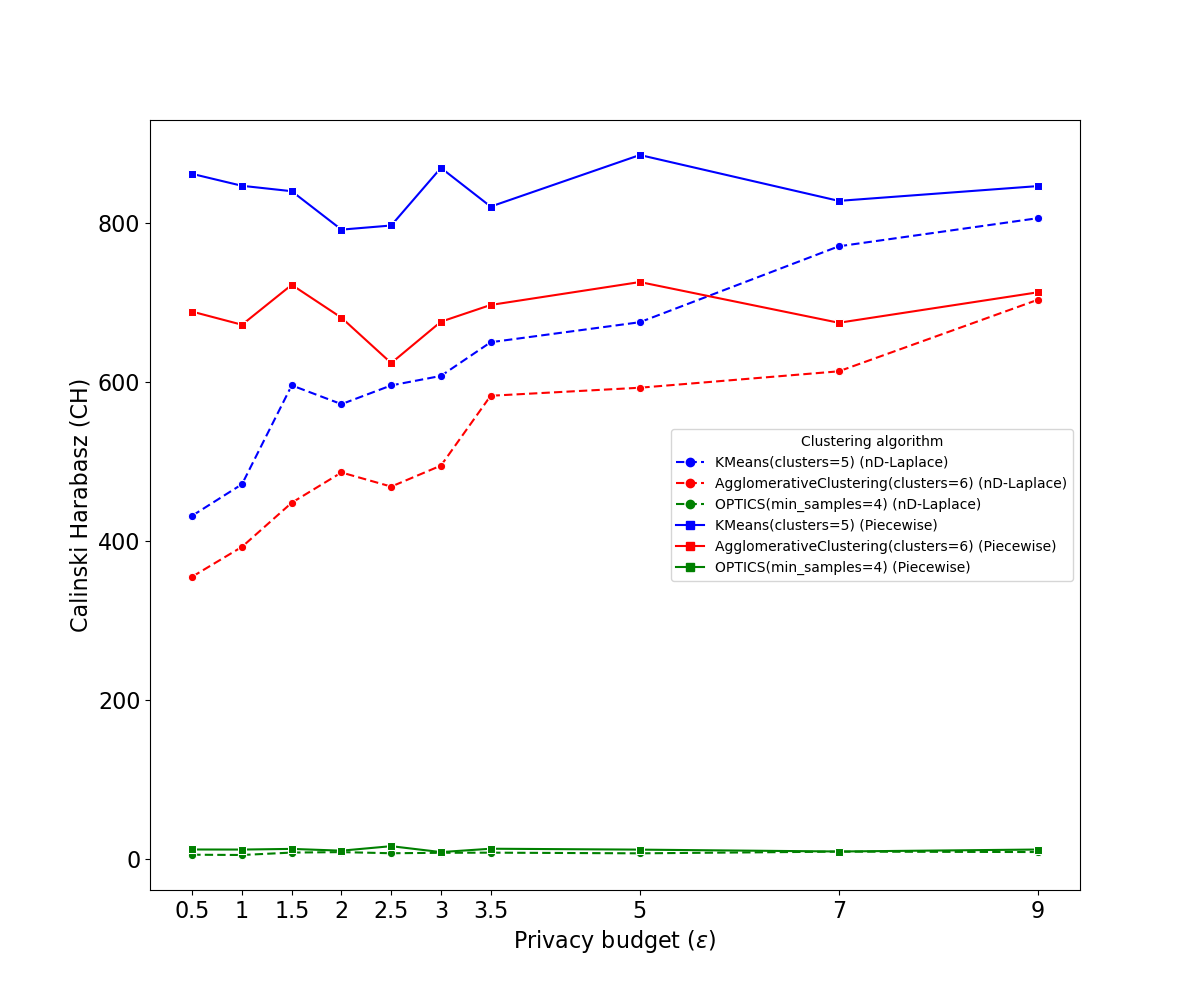 800
600
400
200
0
Calinski Harabasz (CH)
Clustering algorithm
KMeans(clusters=5) (nD-Laplace)
AgglomerativeClustering(clusters=6) (nD-Laplace)
OPTICS(min_samples=4) (nD-Laplace)
KMeans(clusters=5) (Piecewise)
AgglomerativeClustering(clusters=6) (Piecewise)
OPTICS(min_samples=4) (Piecewise)
0.5 1 1.5 2 2.5 3 3.5 5 7 9
Privacy budget (ε)